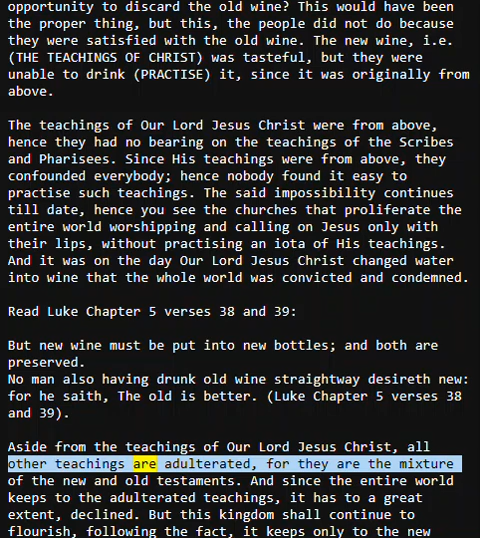 opportunity to discard the old wine? This would have been
the proper thing, but this, the people did not do because
they were satisfied with the old wine. The new wine, i.e.
(THE TEACHINGS OF CHRIST) was tasteful, but they were
unable to drink (PRACTISE) it, since it was originally from
above.
The teachings of Our Lord Jesus Christ were from above,
hence they had no bearing on the teachings of the Scribes
and Pharisees. Since His teachings were from above, they
confounded everybody; hence nobody found it easy to
practise such teachings. The said impossibility continues
till date, hence you see the churches that proliferate the
entire world worshipping and calling on Jesus only with
their lips, without practising an iota of His teachings.
And it was on the day Our Lord Jesus Christ changed water
into wine that the whole world was convicted and condemned.
Read Luke Chapter 5 verses 38 and 39:
But new wine must be put into new bottles; and both are
preserved.
No man also having drunk old wine straightway desireth new:
for he saith, The old is better. (Luke Chapter 5 verses 38
and 39).
Aside from the teachings of Our Lord Jesus Christ, all
other teachings are adulterated, for they are the mixture
of the new and old testaments. And since the entire world
keeps to the adulterated teachings, it has to a great
extent, declined. But this kingdom shall continue to
flourish, following the fact, it keeps only to the new